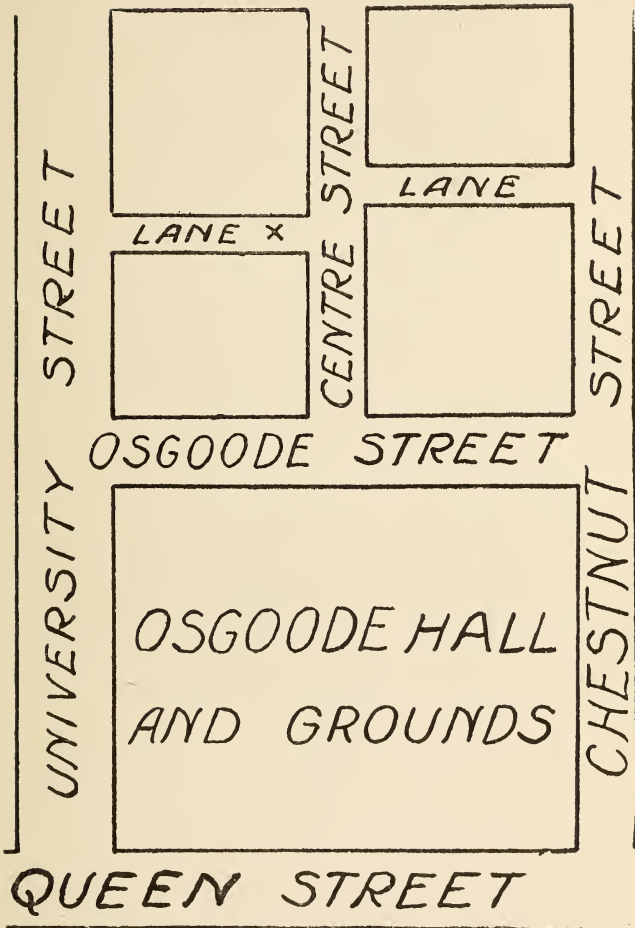 CENTRE STREET
LANE
LANE X
UNIVERSITY STREET
CHESTNUT STREET
OSGOODE STREET
OSGOODE HALL
AND GROUNDS
QUEEN STREET